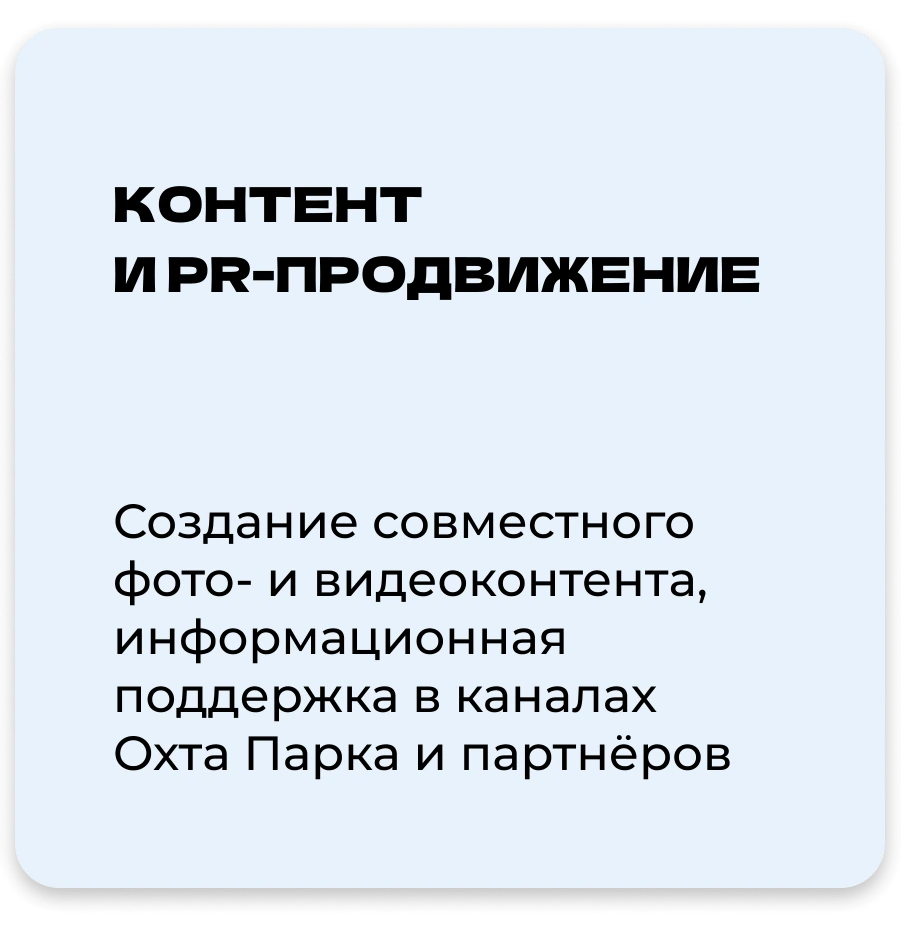 КОНТЕНТ
И PR-ПРОДВИЖЕНИЕ
Создание совместного
фото- и видеоконтента,
информационная
поддержка в каналах
Охта Парка и партнёров